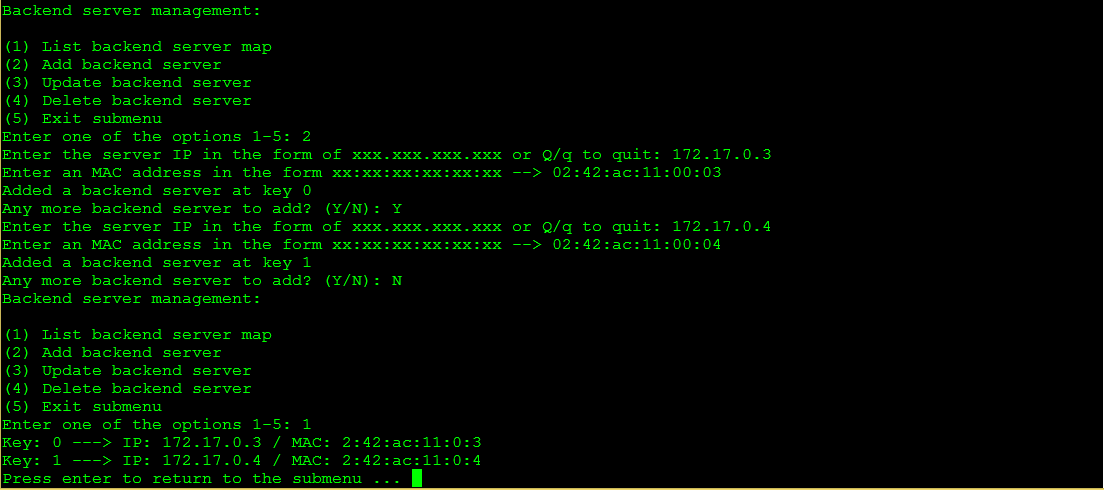 Backend server management:
(1) List backend server map
(2) Add backend server
(3) Update backend server
(4) Delete backend server
(5) Exit submenu
Enter one of the options 1-5: 2
Enter the server IP in the form of xxx.xxx.xxx.xxx or Q/q to quit: 172.17.0.3
Enter an MAC address in the form xx:xx:xx:xx:xx:xx --> 02:42:ac:11:00:03
Added a backend server at key 0
Any more backend server to add? (Y/N): Y
Enter the server IP in the form of xxx.xxx.xxx.xxx or Q/q to quit: 172.17.0.4
Enter an MAC address in the form xx:xx:xx:xx:xx:xx --> 02:42:ac:11:00:04
Added a backend server at key 1
Any more backend server to add? (Y/N): N
Backend server management:
(1) List backend server map
(2) Add backend server
(3) Update backend server
(4) Delete backend server
(5) Exit submenu
Enter one of the options 1-5: 1
Key: 0 ---> IP: 172.17.0.3 / MAC: 2:42:ac:11:0:3
Key: 1 ---> IP: 172.17.0.4 / MAC: 2:42:ac:11:0:4
Press enter to return to the submenu ...